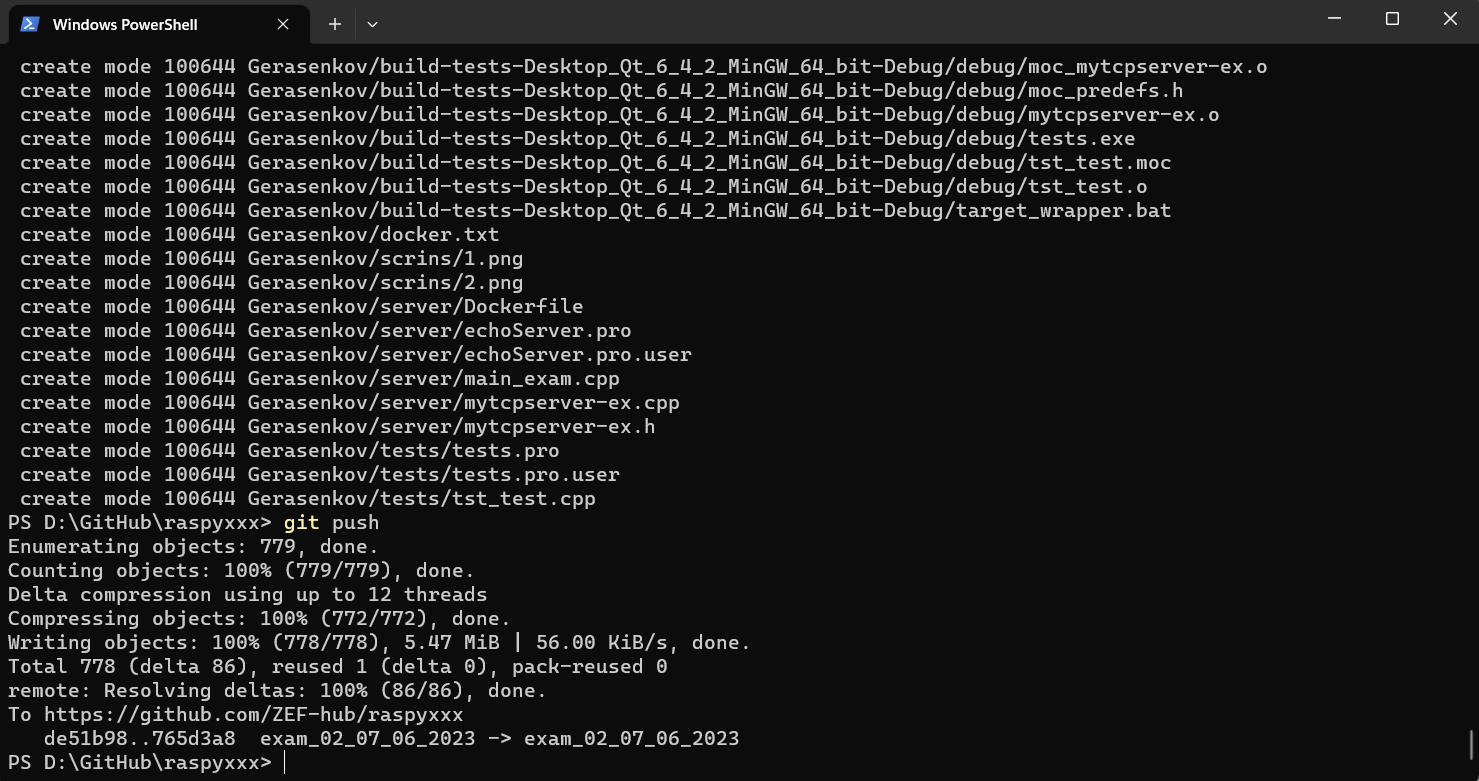 Windows PowerShell
create mode 100644 Gerasenkov/build-tests-Desktop_Qt_6_4_2_MinGW_64_bit-Debug/debug/moc_mytcpserver-ex.o
create mode 100644 Gerasenkov/build-tests-Desktop_Qt_6_4_2_MinGW_64_bit-Debug/debug/moc_predefs.h
create mode 100644 Gerasenkov/build-tests-Desktop_Qt_6_4_2_MinGW_64_bit-Debug/debug/mytcpserver-ex.o
create mode 100644 Gerasenkov/build-tests-Desktop_Qt_6_4_2_MinGW_64_bit-Debug/debug/tests.exe
create mode 100644 Gerasenkov/build-tests-Desktop_Qt_6_4_2_MinGW_64_bit-Debug/debug/tst_test.moc
create mode 100644 Gerasenkov/build-tests-Desktop_Qt_6_4_2_MinGW_64_bit-Debug/debug/tst_test.o
create mode 100644 Gerasenkov/build-tests-Desktop_Qt_6_4_2_MinGW_64_bit-Debug/target_wrapper.bat
create mode 100644 Gerasenkov/docker.txt
create mode 100644 Gerasenkov/scrins/1.png
create mode 100644 Gerasenkov/scrins/2.png
create mode 100644 Gerasenkov/server/Dockerfile
create mode 100644 Gerasenkov/server/echoServer.pro
create mode 100644 Gerasenkov/server/echoServer.pro.user
create mode 100644 Gerasenkov/server/main_exam.cpp
create mode 100644 Gerasenkov/server/mytcpserver-ex.cpp
create mode 100644 Gerasenkov/server/mytcpserver-ex.h
create mode 100644 Gerasenkov/tests/tests.pro
create mode 100644 Gerasenkov/tests/tests.pro.user
create mode 100644 Gerasenkov/tests/tst_test.cpp
PS D:\GitHub\raspyxxx> git push
Enumerating objects: 779, done.
Counting objects: 100% (779/779), done.
Delta compression using up to 12 threads
Compressing objects: 100% (772/772), done.
Writing objects: 100% (778/778), 5.47 MiB | 56.00 KiB/s, done.
Total 778 (delta 86), reused 1 (delta 0), pack-reused 0
remote: Resolving deltas: 100% (86/86), done.
To https://github.com/ZEF-hub/raspyxxx
de51b98..765d3a8  exam_02_07_06_2023 -> exam_02_07_06_2023
PS D:\GitHub\raspyxxx>